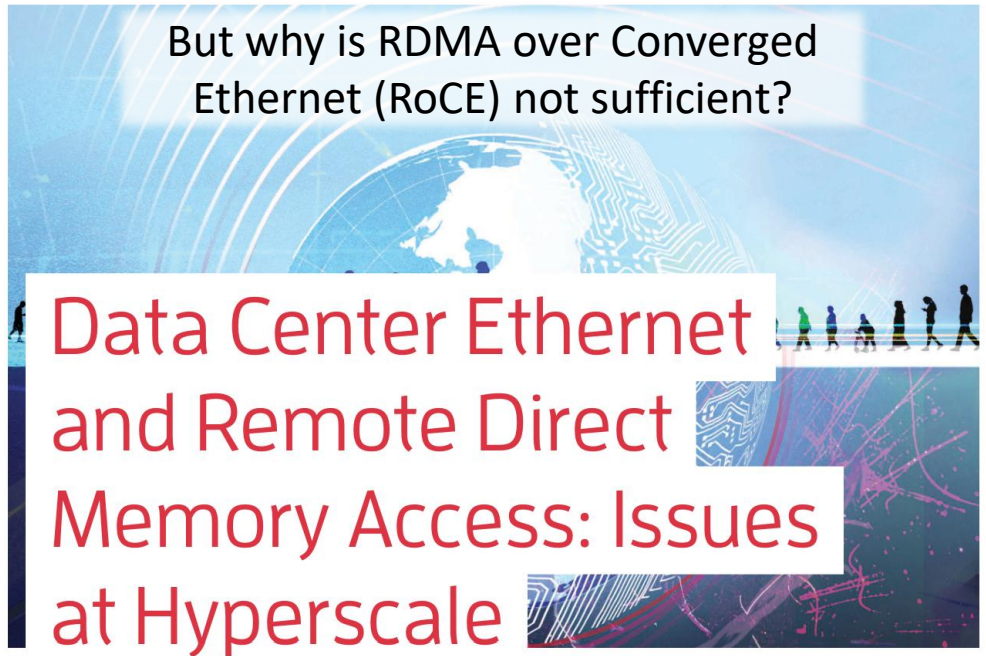 But why is RDMA over Converged
Ethernet (RoCE) not sufficient?
Data Center Ethernet
and Remote Direct
Memory Access: Issues
at Hyperscale